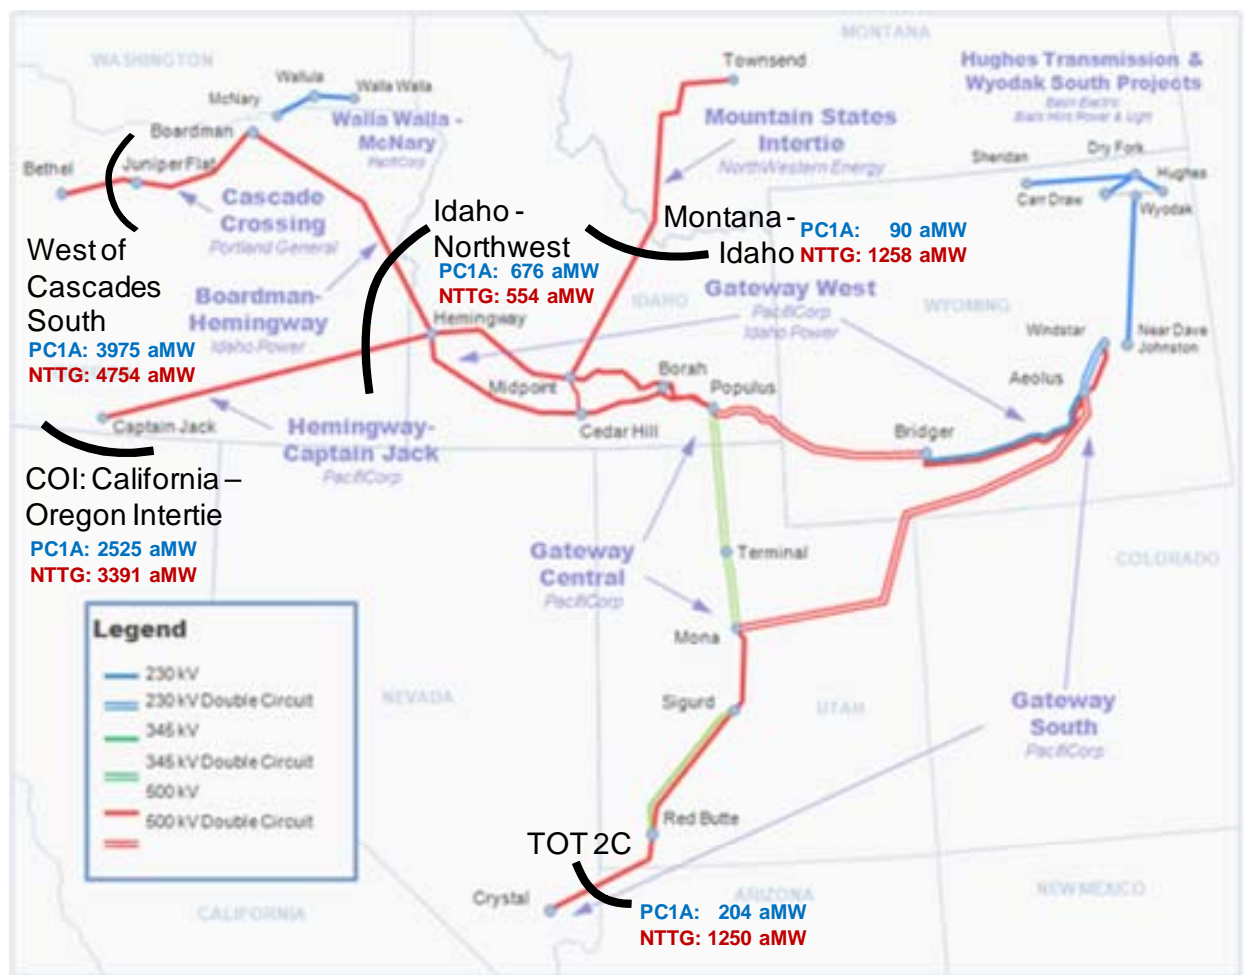 WASHINGTON
MONTANA
Townsend
Hughes Transmission &
Wyodak South Projects
Basin Electric
Black Hills Power & Light
Wallula
Walla Walla
McNary
Walla Walla -
McNary
PacifiCorp
Boardman
Juniper Flat
Bethel
Cascade
Crossing
Portland General
Mountain States
Intertie
NorthWestern Energy
Dry Fork
Sheridan
Hughes
Carr Draw
Wyodak
Idaho -
Northwest
PC1A: 676 aMW
NTTG: 554 aMW
Montana -
Idaho
PC1A: 90 aMW
NTTG: 1258 aMW
West of
Cascades
South
PC1A: 3975 aMW
NTTG: 4754 aMW
Boardman-
Hemingway
Idaho Power
Hemingway
IDAHO
Gateway West
PacifiCorp
Idaho Power
WYOMING
Windstar
Near Dave
Johnston
Aeolus
Midpoint
Borah
Populus
Cedar Hill
Bridger
Captain Jack
Hemingway-
Captain Jack
PacifiCorp
COI: California –
Oregon Intertie
PC1A: 2525 aMW
NTTG: 3391 aMW
Gateway
Central
PacifiCorp
Terminal
COLORADO
Mona
Legend
230 kV
230 kV Double Circuit
345 kV
345 kV Double Circuit
500 kV
500 kV Double Circuit
NEVADA
Sigurd
UTAH
Gateway
South
PacifiCorp
Red Butte
TOT 2C
Crystal
PC1A: 204 aMW
NTTG: 1250 aMW
ARIZONA
NEW MEXICO
CALIFORNIA